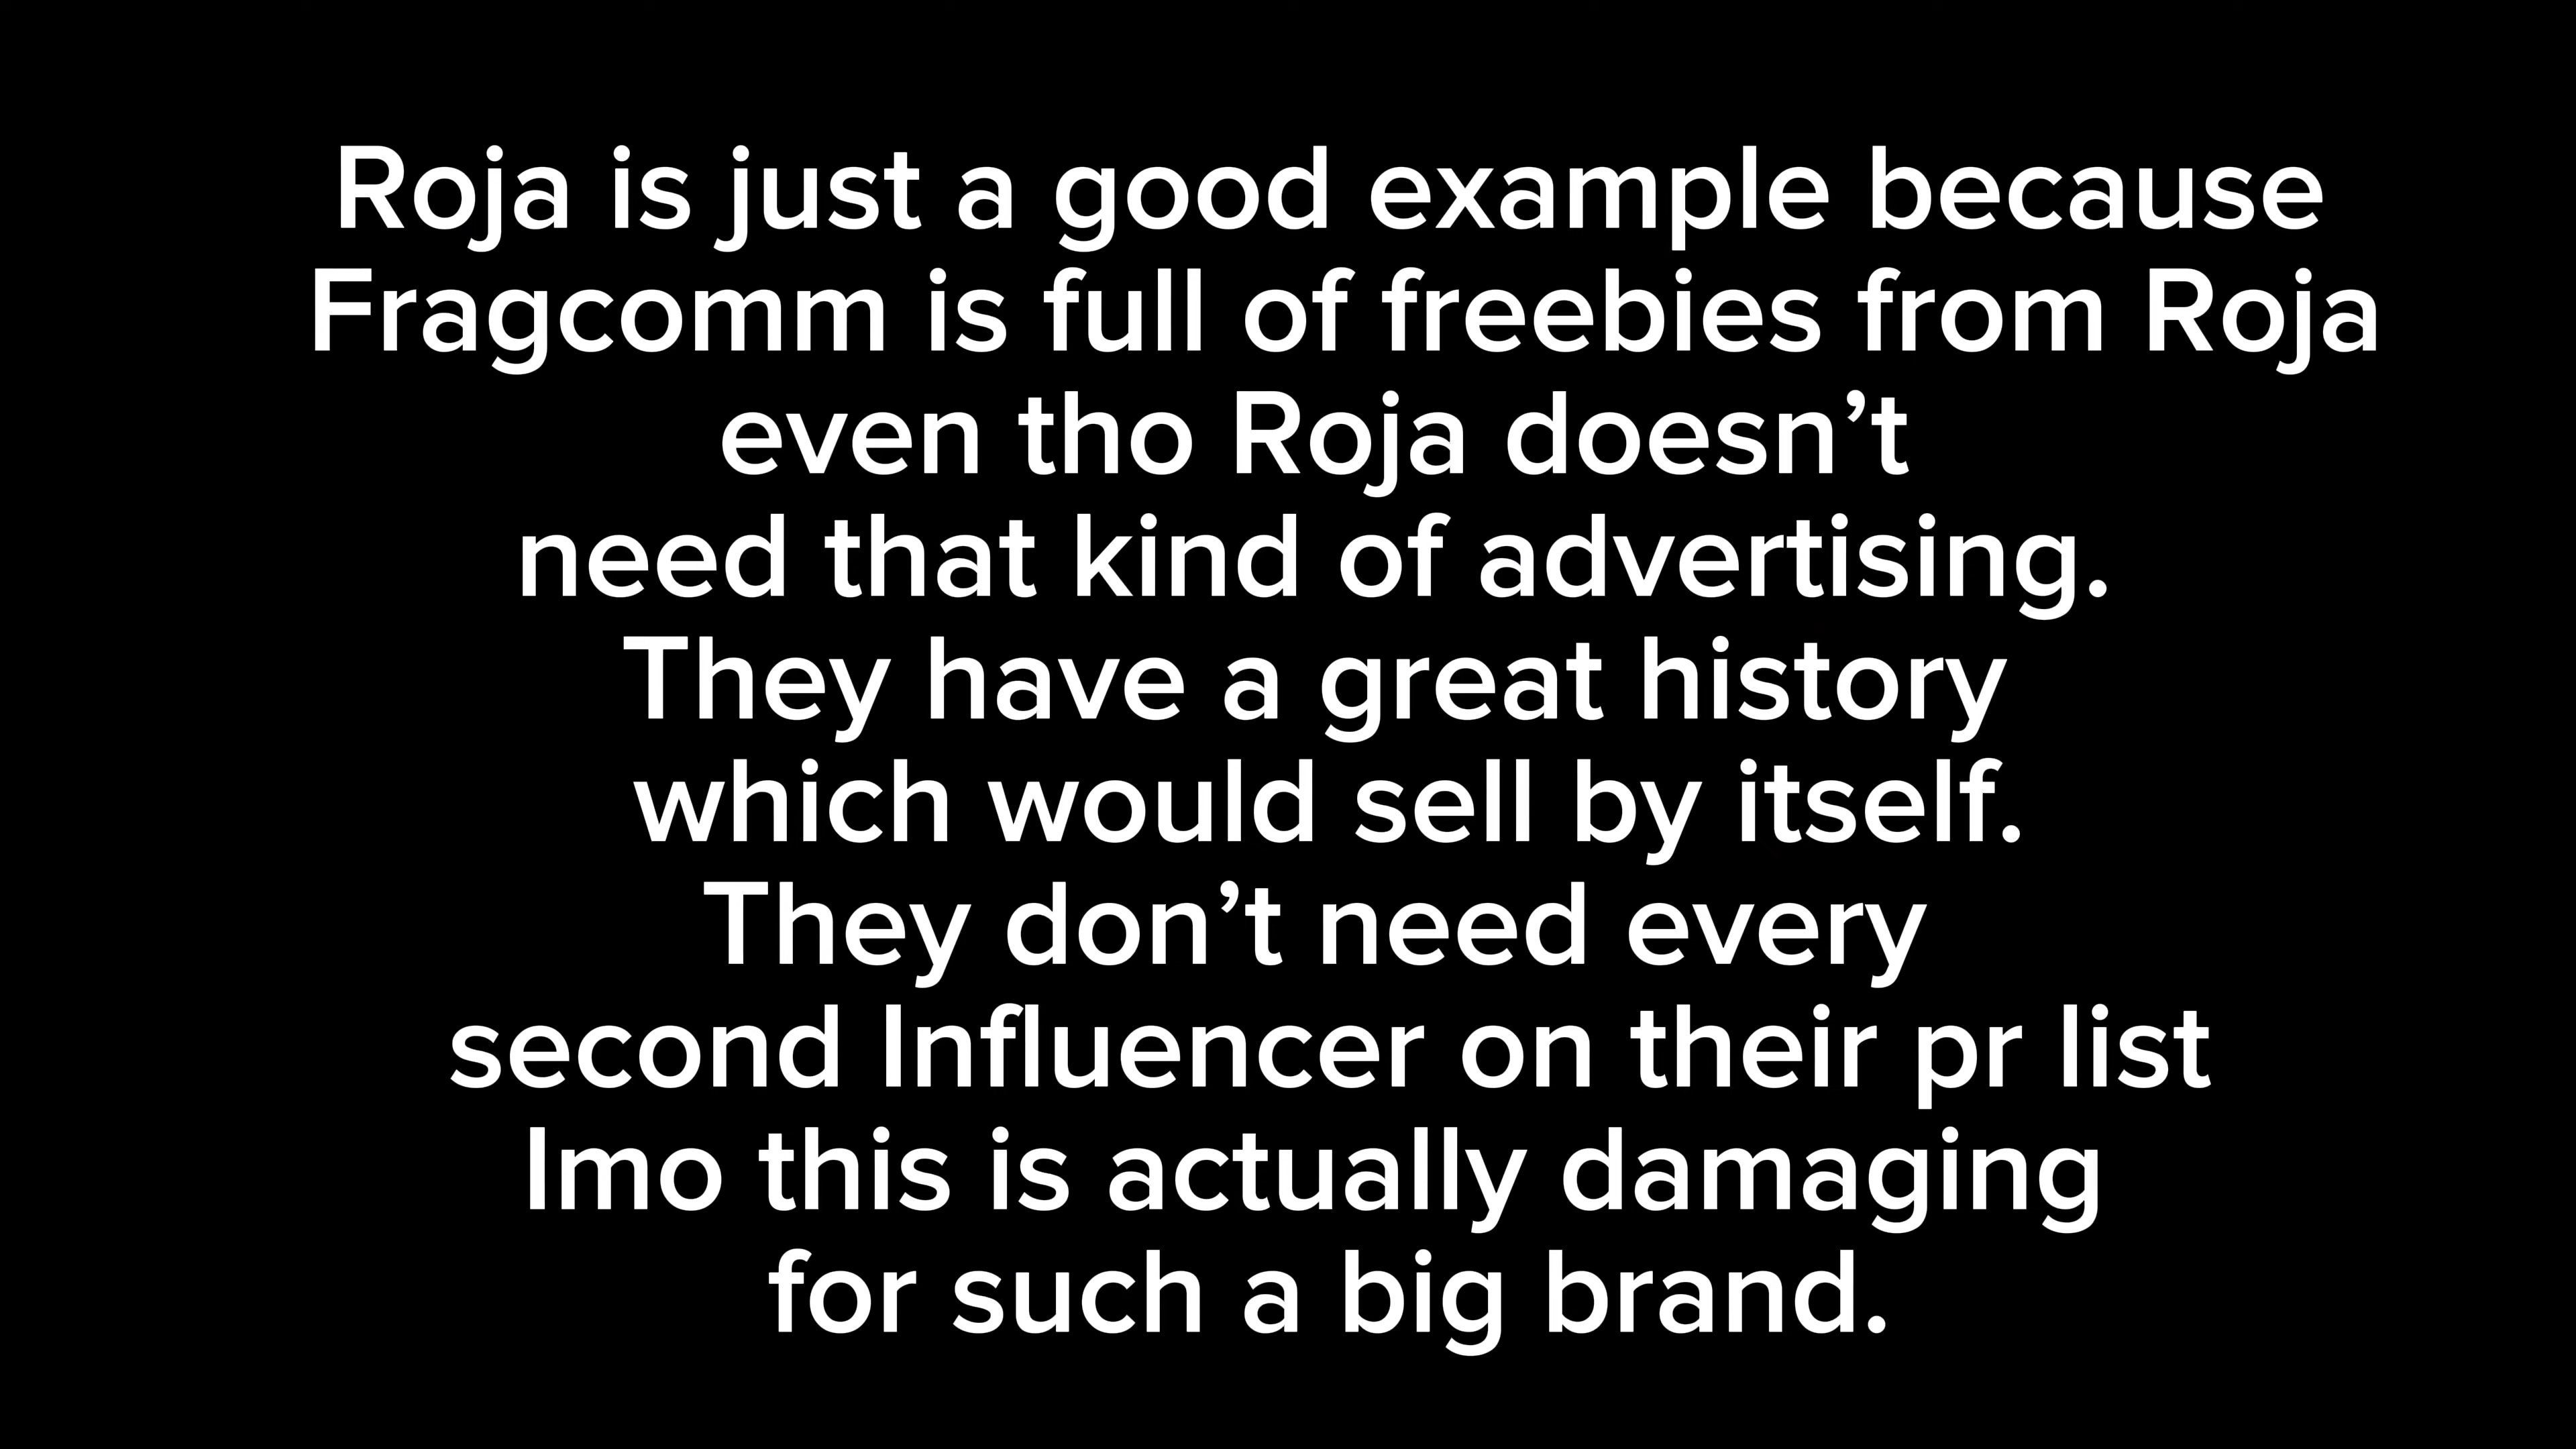 Roja is just a good example because
Fragcomm is full of freebies from Roja
even tho Roja doesn’t
need that kind of advertising.
They have a great history
which would sell by itself.
They don’t need every
second Influencer on their pr list
Imo this is actually damaging
for such a big brand.